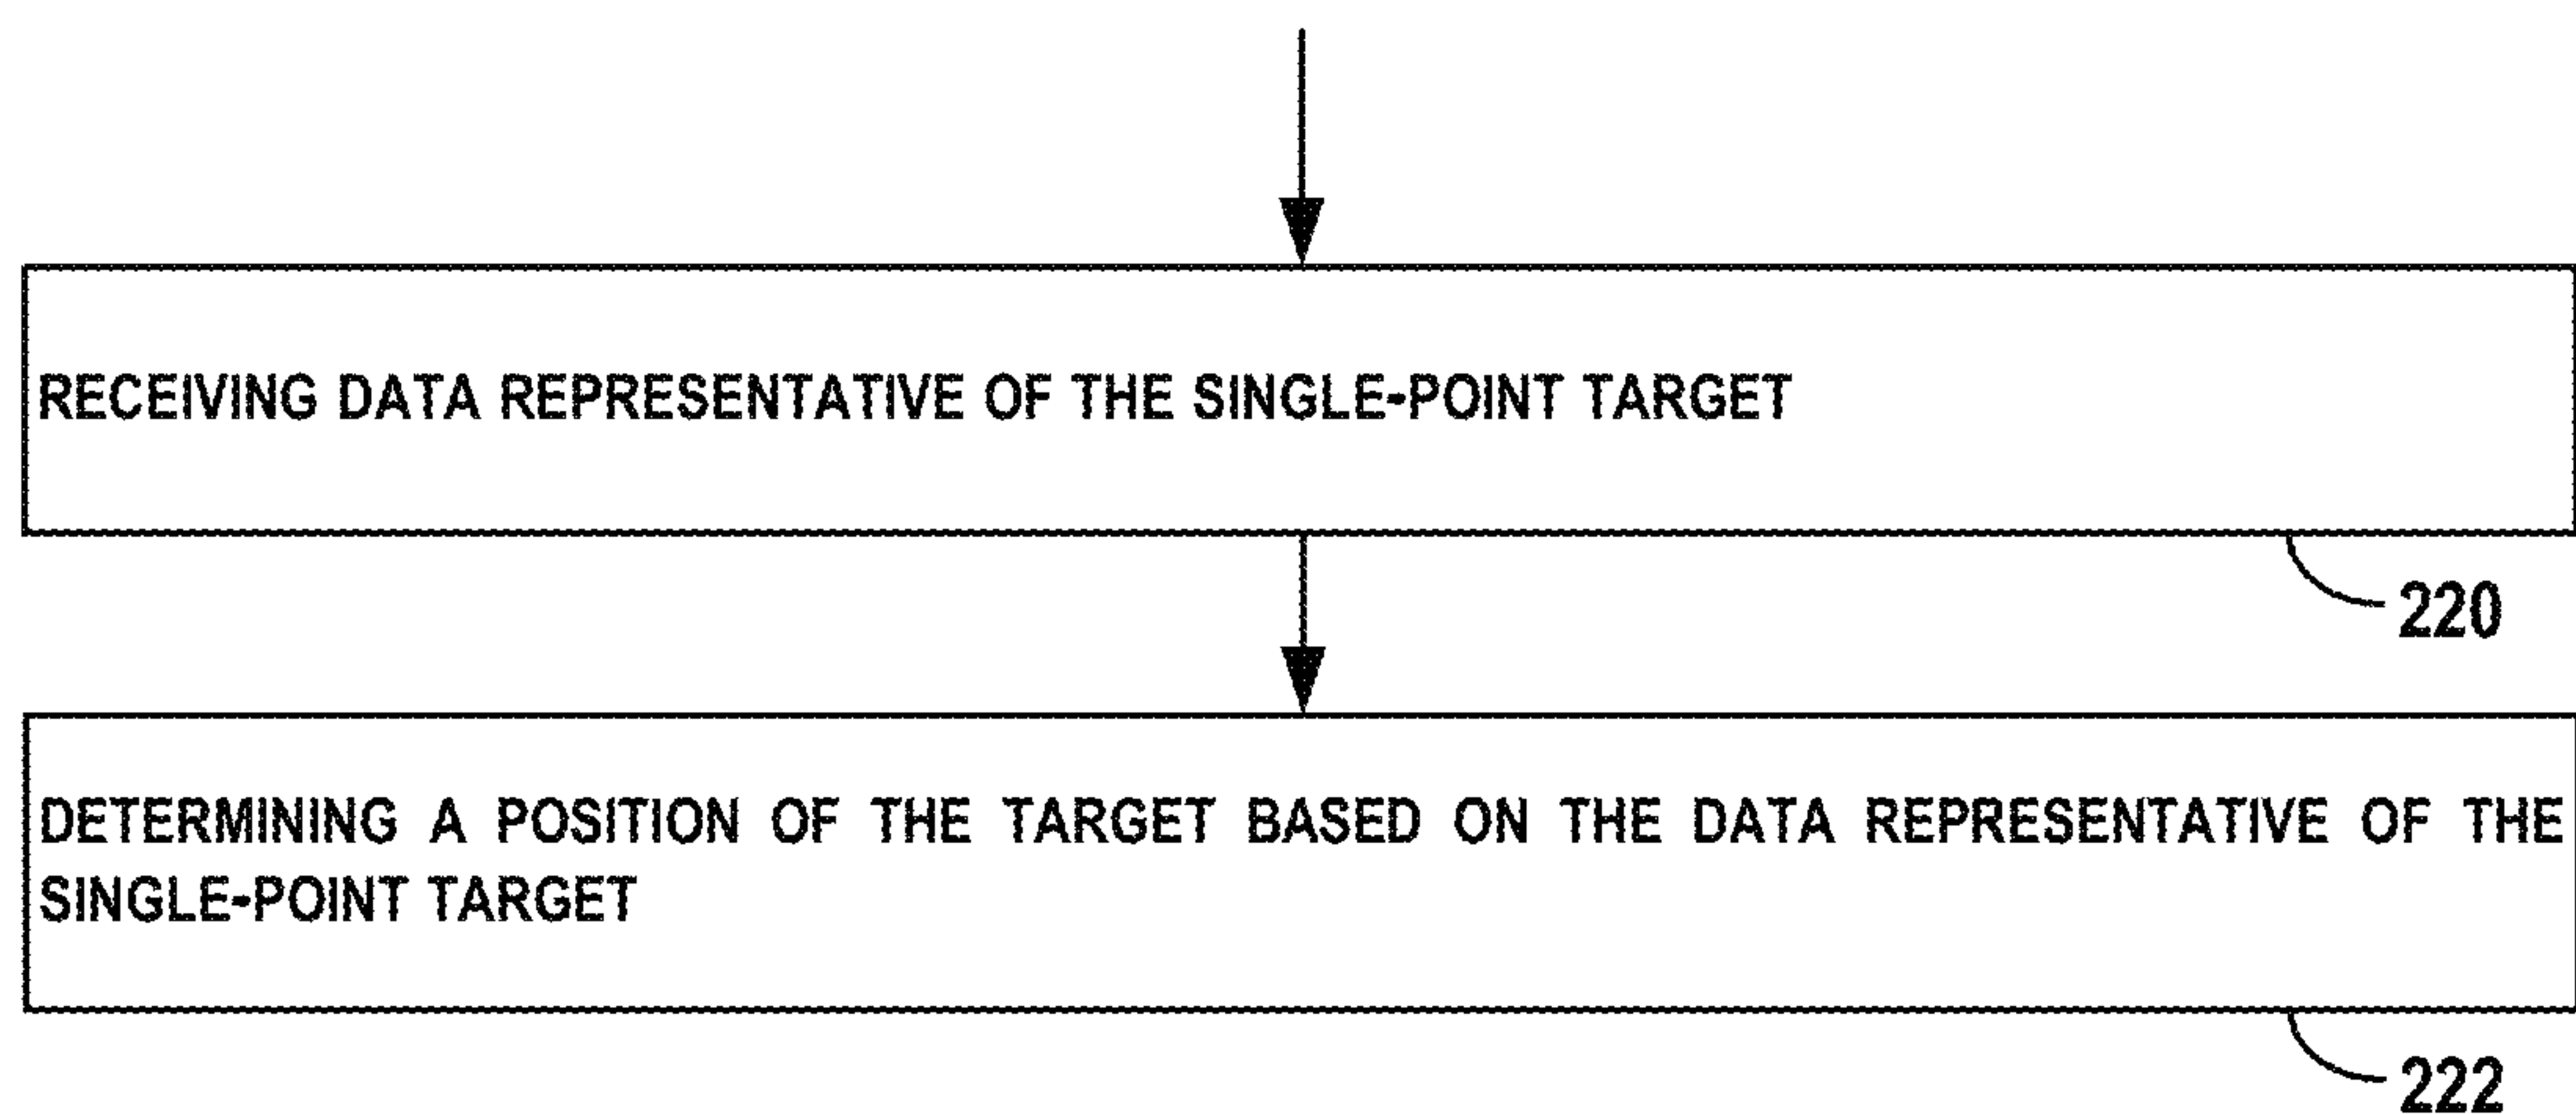 RECEIVING DATA REPRESENTATIVE OF THE SINGLE-POINT TARGET
220
DETERMINING A POSITION OF THE TARGET BASED ON THE DATA REPRESENTATIVE OF THE
SINGLE-POINT TARGET
222